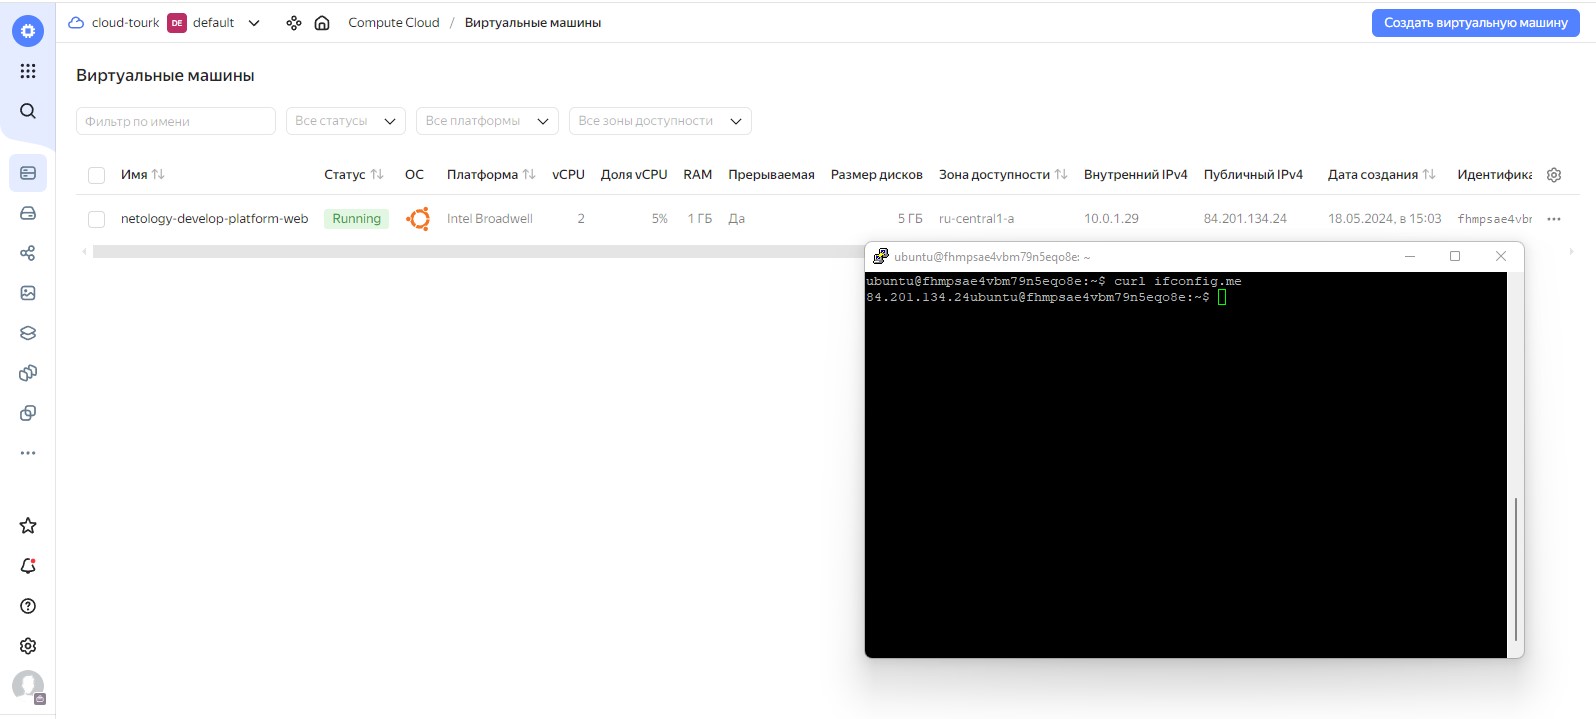 cloud-tourk DE default Compute Cloud / Виртуальные машины Создать виртуальную машину
Виртуальные машины
Фильтр по имени Все статусы Все платформы Все зоны доступности
Имя Статус ОС Платформа vCPU Доля vCPU RAM Прерываемая Размер дисков Зона доступности Внутренний IPv4 Публичный IPv4 Дата создания Идентифика
netology-develop-platform-web Running Intel Broadwell 2 5% 1 ГБ Да 5 ГБ ru-central1-a 10.0.1.29 84.201.134.24 18.05.2024, в 15:03 fhmpsae4vbr
ubuntu@fhmpsae4vbm79n5eqo8e: ~
ubuntu@fhmpsae4vbm79n5eqo8e:~$ curl ifconfig.me
84.201.134.24ubuntu@fhmpsae4vbm79n5eqo8e:~$